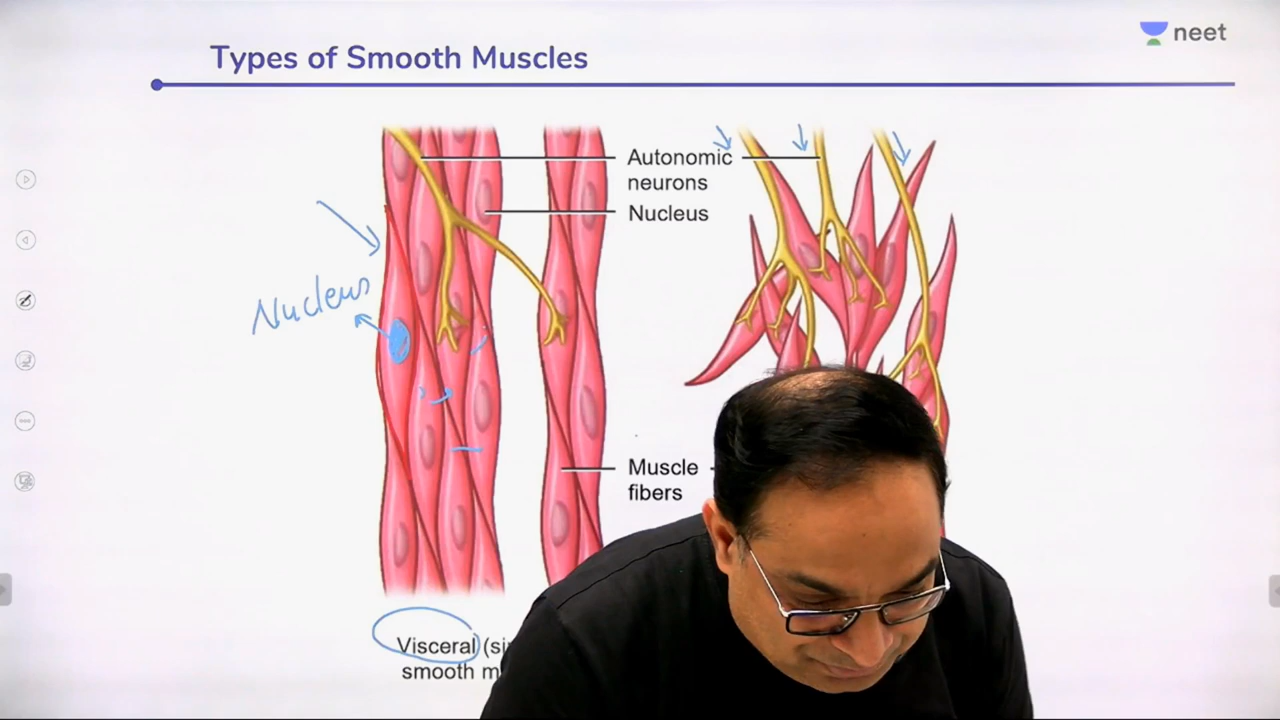 Types of Smooth Muscles
neet
Autonomic
neurons
Nucleus
Nucleus
Muscle
fibers
Visceral (si
smooth m